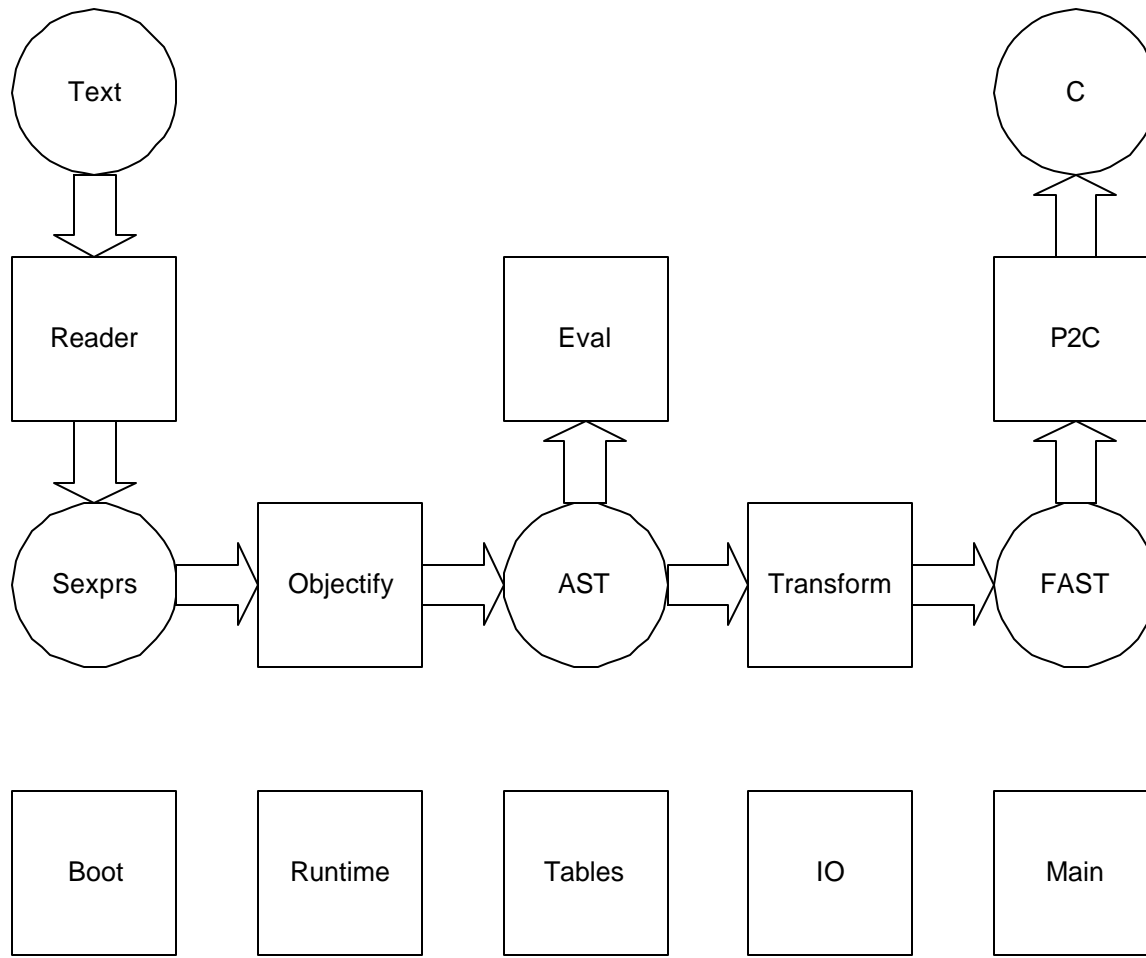 Text
C
Reader
Eval
P2C
Sexprs
Objectify
AST
Transform
FAST
Boot
Runtime
Tables
IO
Main